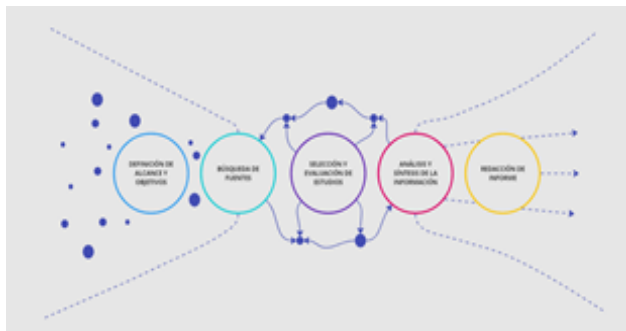 DEFINICIÓN DE
ALCANCE Y
OBJETIVOS
BÚSQUEDA DE
FUENTES
SELECCIÓN Y
EVALUACIÓN DE
ESTUDIOS
ANÁLISIS Y
SÍNTESIS DE LA
INFORMACIÓN
REDACCIÓN DE
INFORME